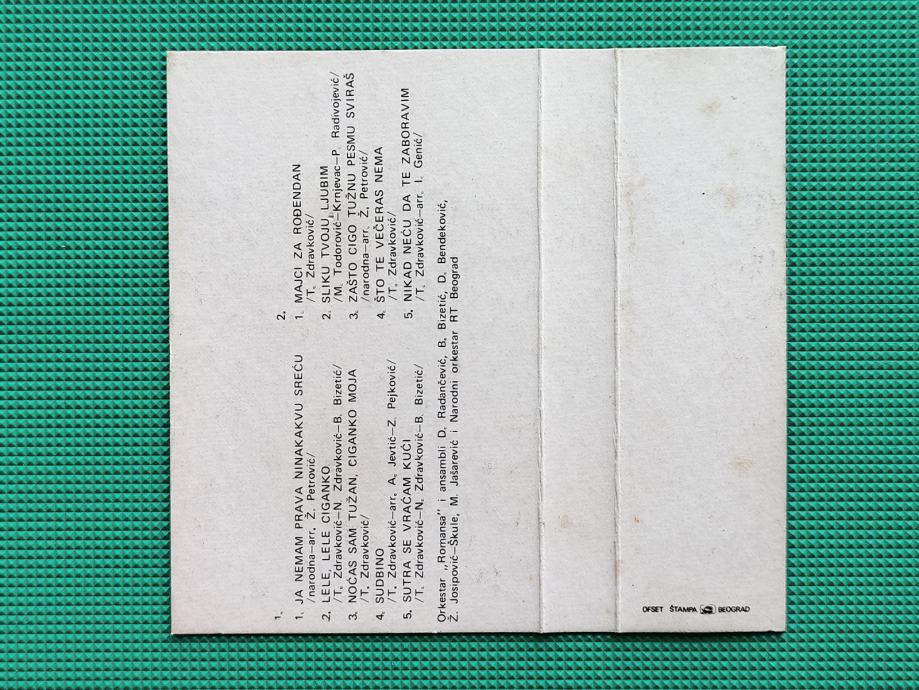 1.
1. JA NEMAM PRAVA NINAKAKVU SREĆU
/narodna—arr. Ž. Petrović/
2. LELE, LELE CIGANKO
/T. Zdravković—N. Zdravković—B. Bizetić/
3. NOĆAS SAM TUŽAN, CIGANKO MOJA
/T. Zdravković/
4. SUDBINO
/T. Zdravković—arr. A. Jevtić—Z. Pejković/
5. SUTRA SE VRAĆAM KUĆI
/T. Zdravković—N. Zdravković—B. Bizetić/
2.
1. MAJCI ZA ROĐENDAN
/T. Zdravković/
2. SLIKU TVOJU LJUBIM
/M. Todorović—Krnjevac—P. Radivojević/
3. ZAŠTO CIGO TUŽNU PESMU SVIRAŠ
/narodna—arr. Ž. Petrović/
4. ŠTO TE VEČERAS NEMA
/T. Zdravković/
5. NIKAD NEĆU DA TE ZABORAVIM
/T. Zdravković—arr. I. Genić/
Orkestar „Romansa" i ansambli D. Radančević, B. Bizetić, D. Bendeković,
Ž. Josipović—Škule, M. Jašarević i Narodni orkestar RT Beograd
OFSET ŠTAMPA BEOGRAD